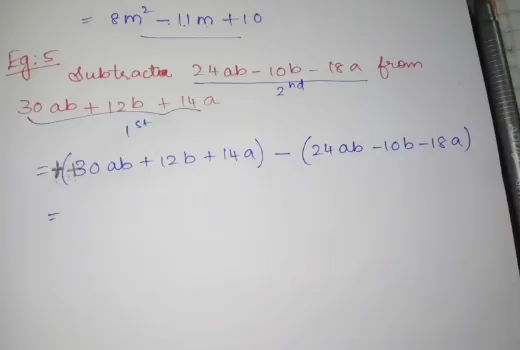 = 8m² - 11m + 10
Eg:5 Subtract 24ab - 10b - 18a from
2nd
30ab + 12b + 14a
1st
= +(+30ab + 12b + 14a) - (24ab - 10b - 18a)
=